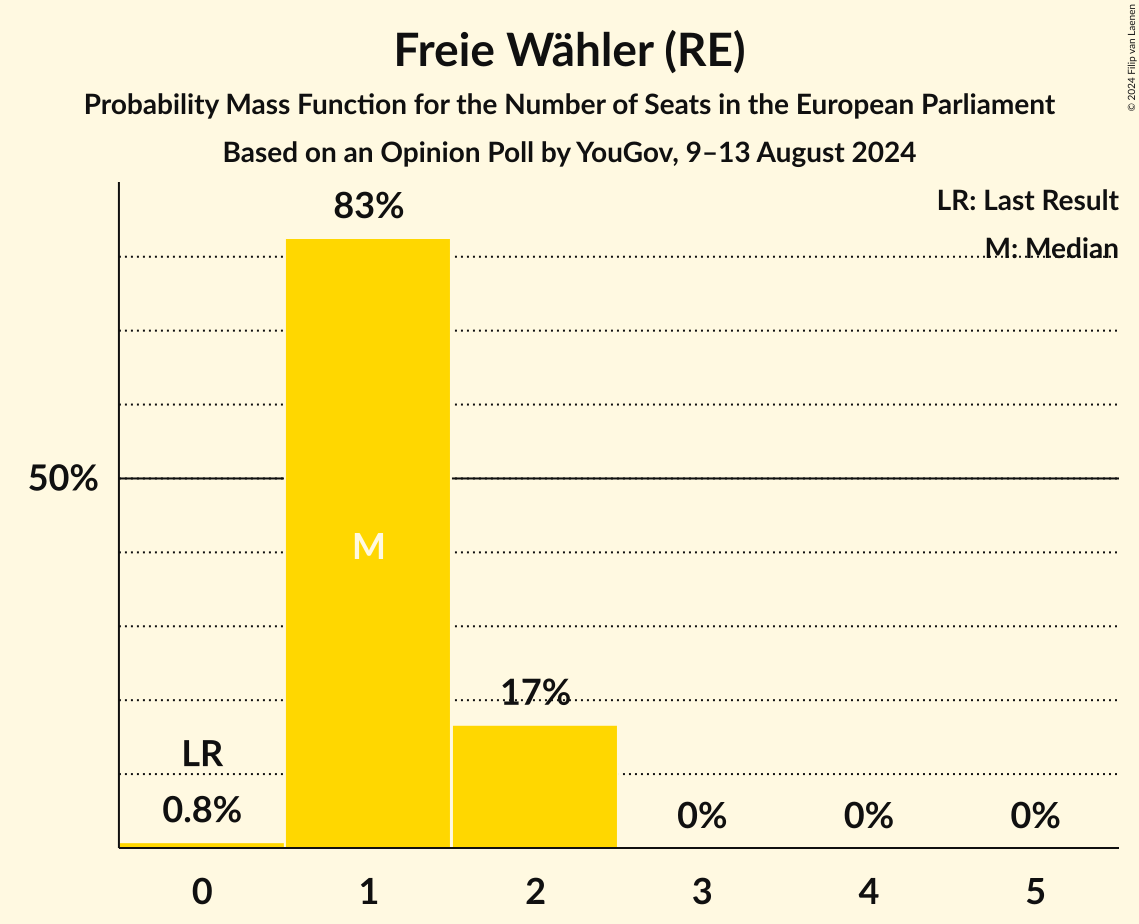 Freie Wähler (RE)
Probability Mass Function for the Number of Seats in the European Parliament
Based on an Opinion Poll by YouGov, 9–13 August 2024
© 2024 Filip van Laenen
LR: Last Result
M: Median
83%
50%
M
17%
LR
0.8%
0%
0%
0%
0
1
2
3
4
5